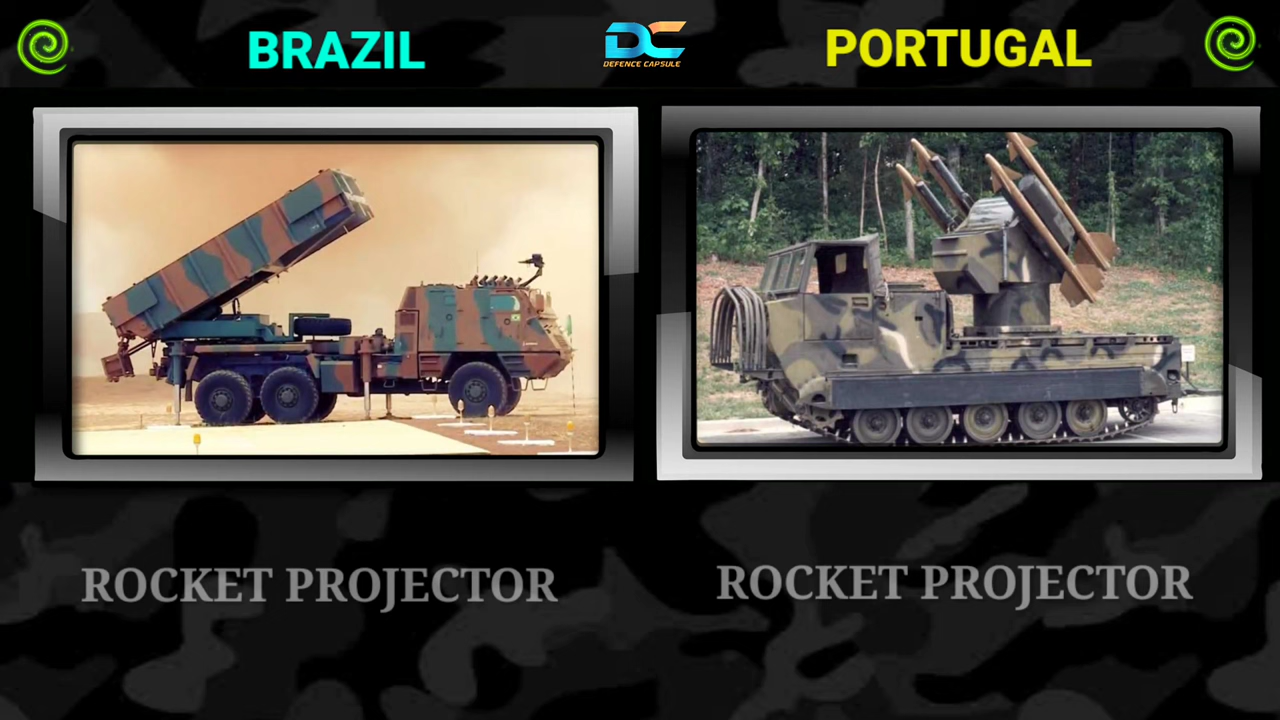 BRAZIL
DC
DEFENCE CAPSULE
PORTUGAL
ROCKET PROJECTOR
ROCKET PROJECTOR